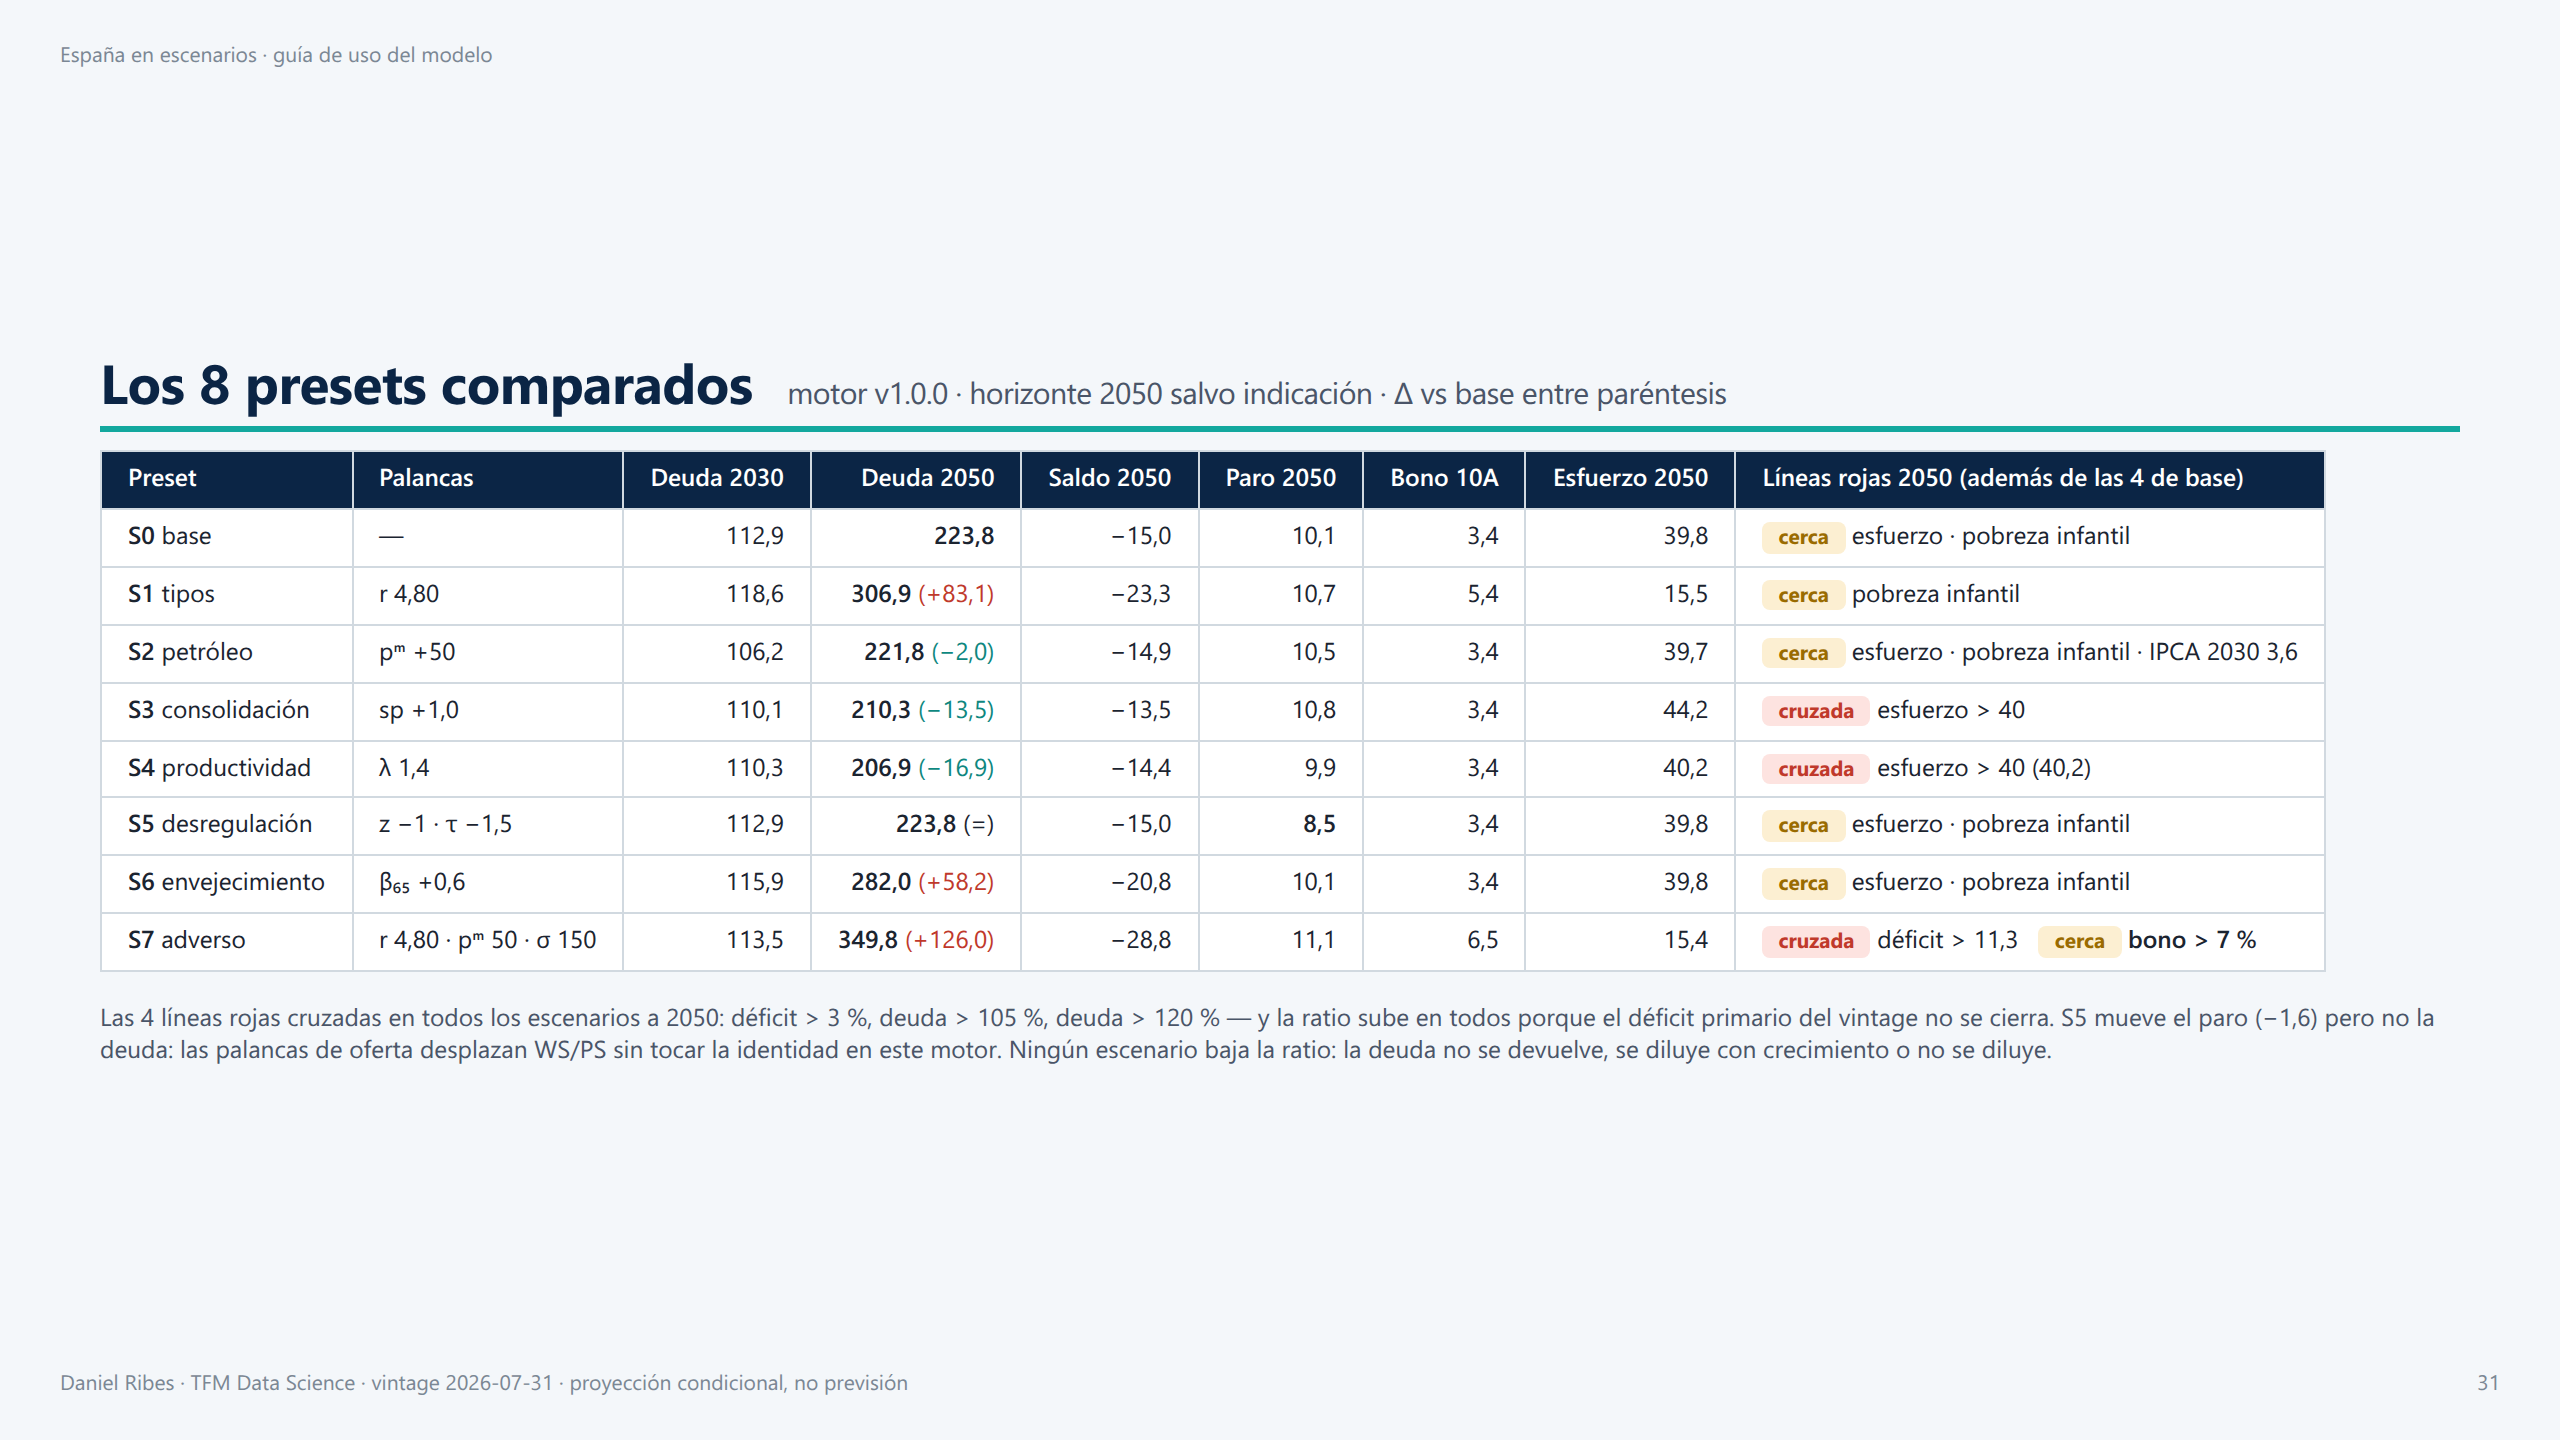 España en escenarios · guía de uso del modelo
Los 8 presets comparados motor v1.0.0 · horizonte 2050 salvo indicación · Δ vs base entre paréntesis
Preset Palancas Deuda 2030 Deuda 2050 Saldo 2050 Paro 2050 Bono 10A Esfuerzo 2050 Líneas rojas 2050 (además de las 4 de base)
S0 base — 112,9 223,8 −15,0 10,1 3,4 39,8 cerca esfuerzo · pobreza infantil
S1 tipos r 4,80 118,6 306,9 (+83,1) −23,3 10,7 5,4 15,5 cerca pobreza infantil
S2 petróleo pᵐ +50 106,2 221,8 (−2,0) −14,9 10,5 3,4 39,7 cerca esfuerzo · pobreza infantil · IPCA 2030 3,6
S3 consolidación sp +1,0 110,1 210,3 (−13,5) −13,5 10,8 3,4 44,2 cruzada esfuerzo > 40
S4 productividad λ 1,4 110,3 206,9 (−16,9) −14,4 9,9 3,4 40,2 cruzada esfuerzo > 40 (40,2)
S5 desregulación z −1 · τ −1,5 112,9 223,8 (=) −15,0 8,5 3,4 39,8 cerca esfuerzo · pobreza infantil
S6 envejecimiento β₆₅ +0,6 115,9 282,0 (+58,2) −20,8 10,1 3,4 39,8 cerca esfuerzo · pobreza infantil
S7 adverso r 4,80 · pᵐ 50 · σ 150 113,5 349,8 (+126,0) −28,8 11,1 6,5 15,4 cruzada déficit > 11,3 cerca bono > 7 %
Las 4 líneas rojas cruzadas en todos los escenarios a 2050: déficit > 3 %, deuda > 105 %, deuda > 120 % — y la ratio sube en todos porque el déficit primario del vintage no se cierra. S5 mueve el paro (−1,6) pero no la
deuda: las palancas de oferta desplazan WS/PS sin tocar la identidad en este motor. Ningún escenario baja la ratio: la deuda no se devuelve, se diluye con crecimiento o no se diluye.
Daniel Ribes · TFM Data Science · vintage 2026-07-31 · proyección condicional, no previsión
31